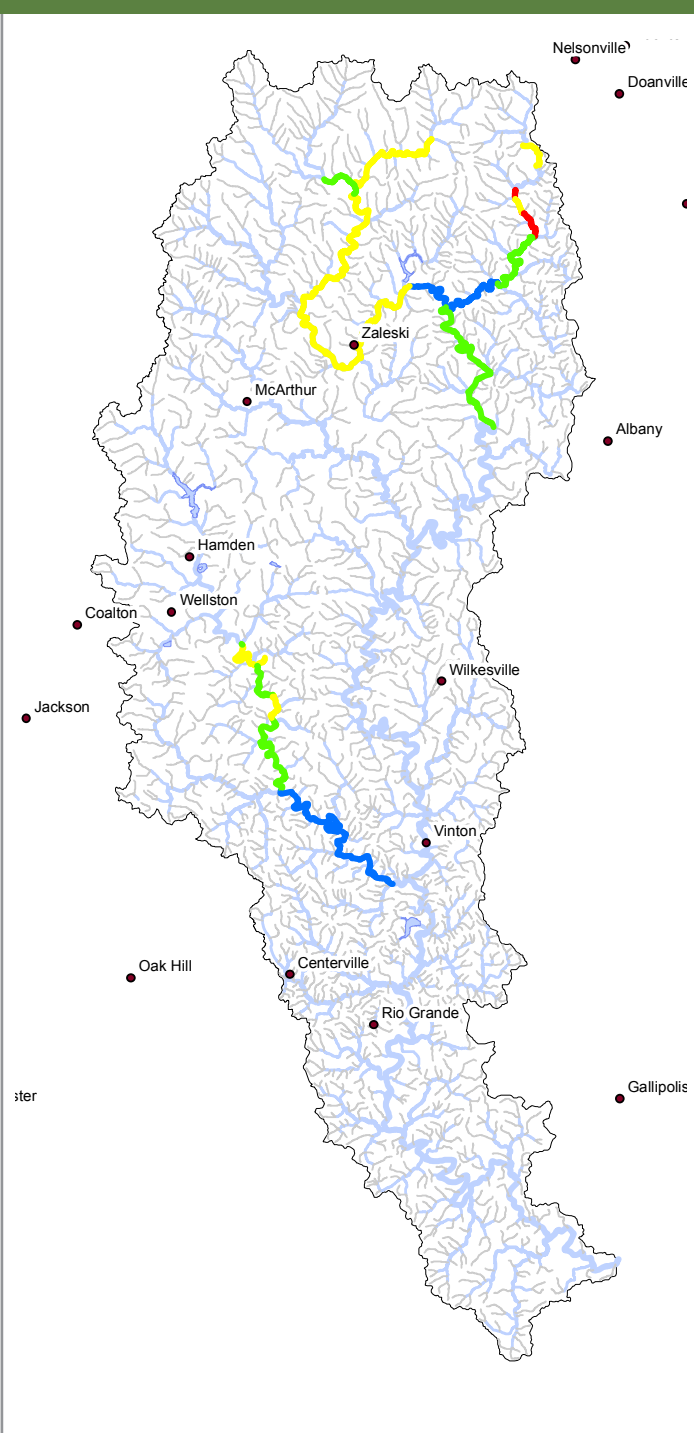 Nelsonville
Doanville
Zaleski
McArthur
Albany
Hamden
Wellston
Coalton
Wilkesville
Jackson
Vinton
Centerville
Oak Hill
Rio Grande
Gallipolis
ster